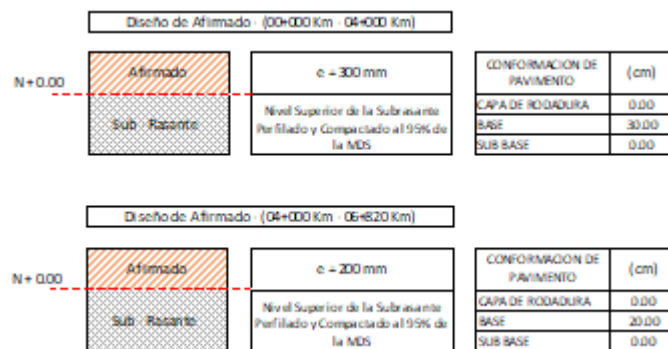 Diseño de Afirmado - (00+000 Km - 04+000 Km)
N + 0.00
Afirmado
Sub - Rasante
e = 300 mm
Nivel Superior de la Subrasante
Perfilado y Compactado al 95% de
la MDS
CONFORMACION DE
PAVIMENTO
(cm)
CAPA DE RODADURA
0.00
BASE
30.00
SUB BASE
0.00
Diseño de Afirmado - (04+000 Km - 06+820 Km)
N + 0.00
Afirmado
Sub - Rasante
e = 200 mm
Nivel Superior de la Subrasante
Perfilado y Compactado al 95% de
la MDS
CONFORMACION DE
PAVIMENTO
(cm)
CAPA DE RODADURA
0.00
BASE
20.00
SUB BASE
0.00